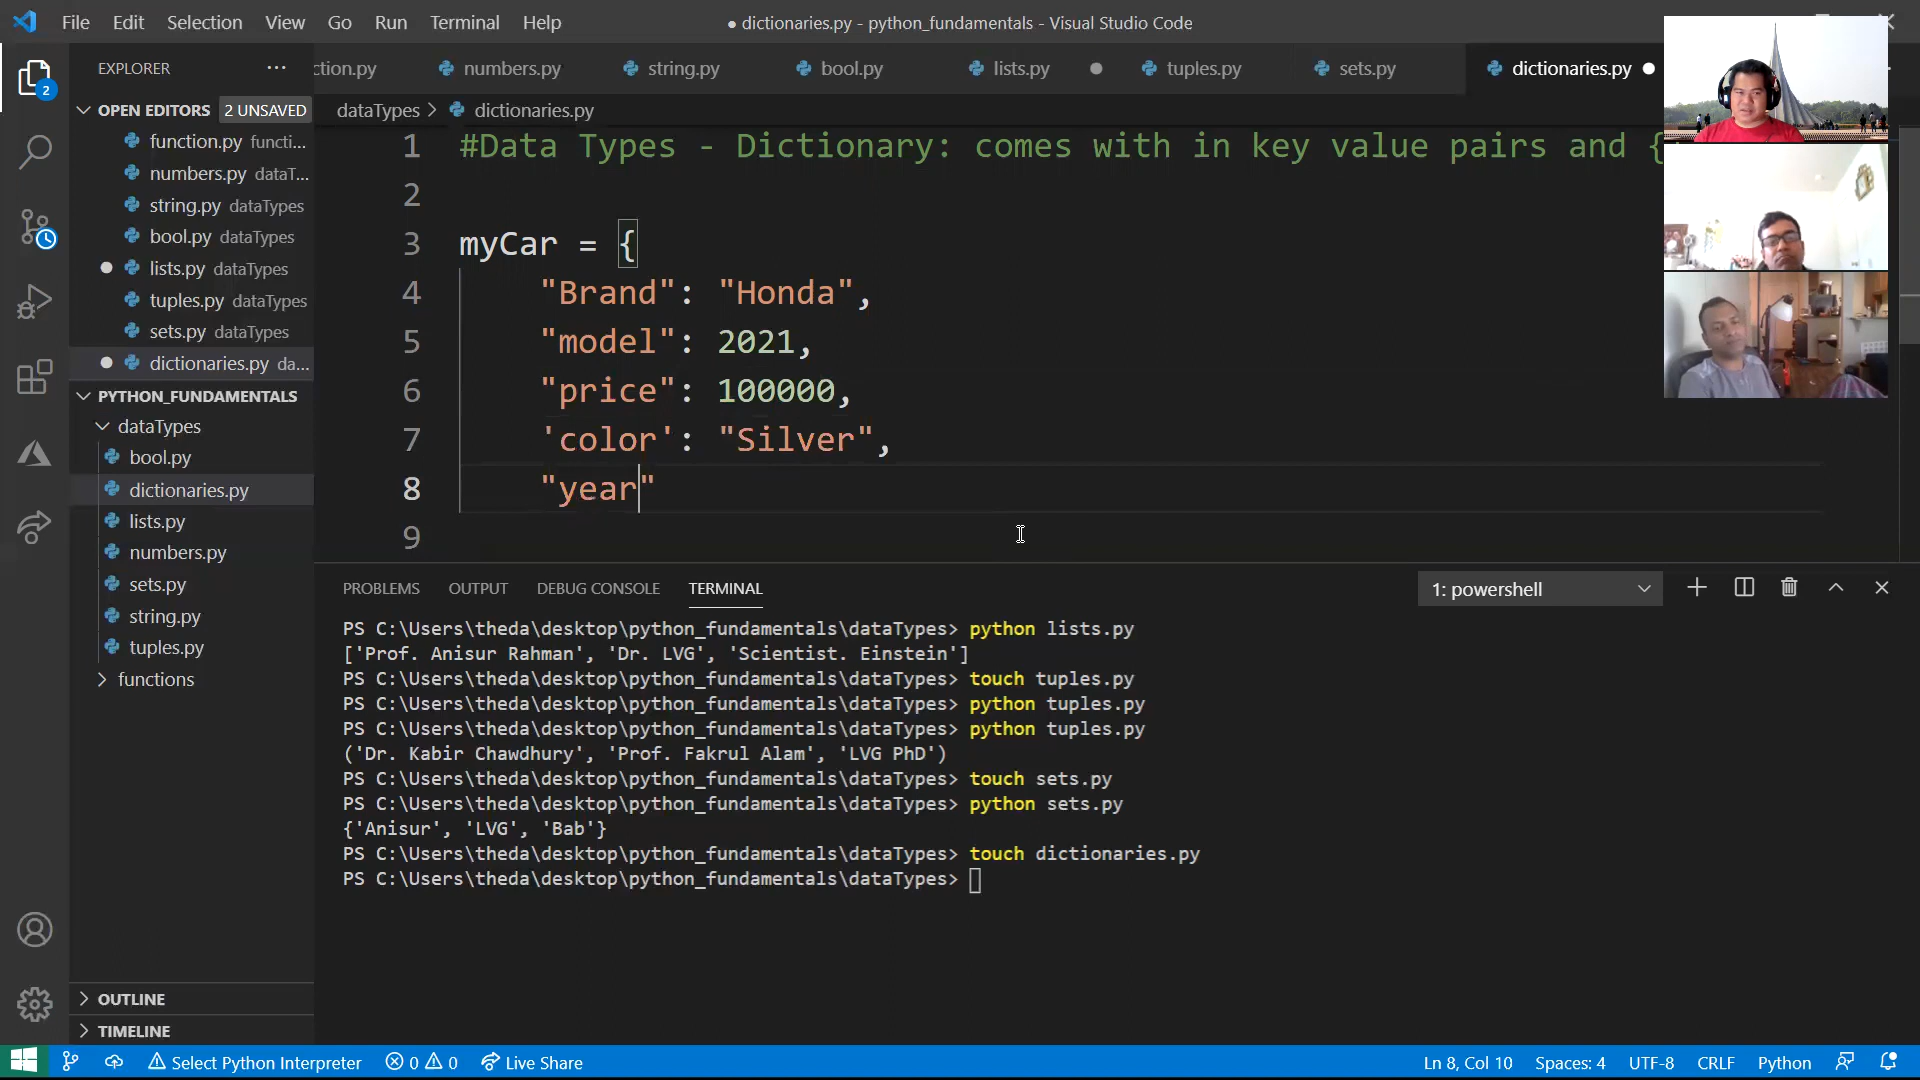 File Edit Selection View Go Run Terminal Help
● dictionaries.py - python_fundamentals - Visual Studio Code
EXPLORER
ction.py numbers.py string.py bool.py lists.py tuples.py sets.py dictionaries.py
OPEN EDITORS 2 UNSAVED
dataTypes > dictionaries.py
function.py functi...
numbers.py dataT...
string.py dataTypes
bool.py dataTypes
lists.py dataTypes
tuples.py dataTypes
sets.py dataTypes
dictionaries.py da...
PYTHON_FUNDAMENTALS
dataTypes
bool.py
dictionaries.py
lists.py
numbers.py
sets.py
string.py
tuples.py
functions
OUTLINE
TIMELINE
2
1 #Data Types - Dictionary: comes with in key value pairs and {
2
3 myCar = {
4 "Brand": "Honda",
5 "model": 2021,
6 "price": 100000,
7 'color': "Silver",
8 "year"
9
PROBLEMS OUTPUT DEBUG CONSOLE TERMINAL
1: powershell
PS C:\Users\theda\desktop\python_fundamentals\dataTypes> python lists.py
['Prof. Anisur Rahman', 'Dr. LVG', 'Scientist. Einstein']
PS C:\Users\theda\desktop\python_fundamentals\dataTypes> touch tuples.py
PS C:\Users\theda\desktop\python_fundamentals\dataTypes> python tuples.py
PS C:\Users\theda\desktop\python_fundamentals\dataTypes> python tuples.py
('Dr. Kabir Chawdhury', 'Prof. Fakrul Alam', 'LVG PhD')
PS C:\Users\theda\desktop\python_fundamentals\dataTypes> touch sets.py
PS C:\Users\theda\desktop\python_fundamentals\dataTypes> python sets.py
{'Anisur', 'LVG', 'Bab'}
PS C:\Users\theda\desktop\python_fundamentals\dataTypes> touch dictionaries.py
PS C:\Users\theda\desktop\python_fundamentals\dataTypes>
Select Python Interpreter 0 0 Live Share
Ln 8, Col 10 Spaces: 4 UTF-8 CRLF Python